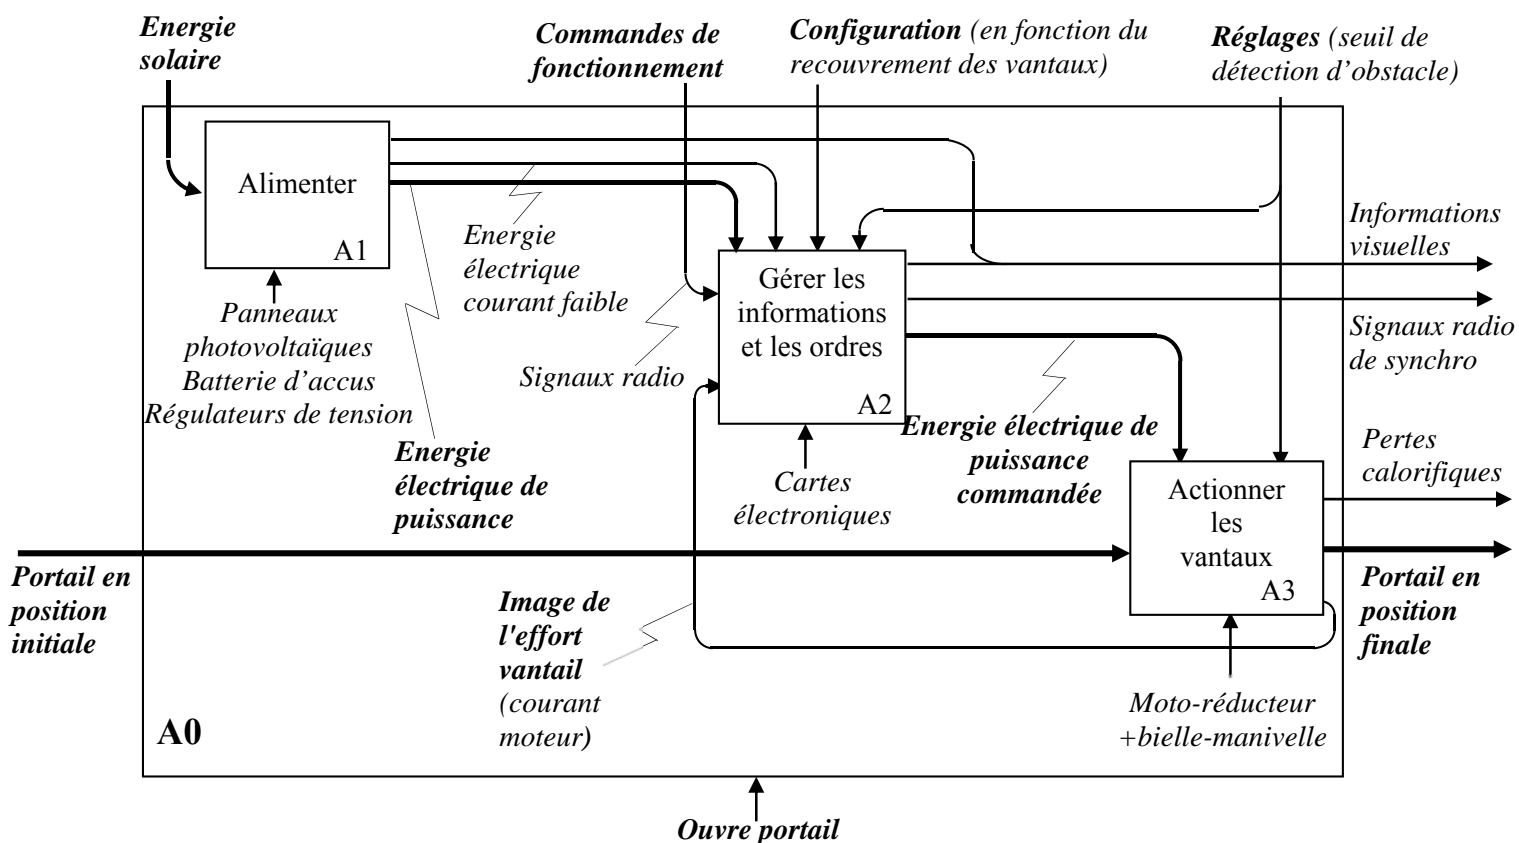 Energie
solaire
Commandes de
fonctionnement
Configuration (en fonction du
recouvrement des vantaux)
Réglages (seuil de
détection d’obstacle)
Alimenter
A1
Panneaux
photovoltaïques
Batterie d’accus
Régulateurs de tension
Energie
électrique
courant faible
Signaux radio
Energie
électrique de
puissance
Gérer les
informations
et les ordres
A2
Cartes
électroniques
Energie électrique de
puissance
commandée
Informations
visuelles
Signaux radio
de synchro
Pertes
calorifiques
Actionner
les
vantaux
A3
Portail en
position
initiale
Image de
l'effort
vantail
(courant
moteur)
Portail en
position
finale
Moto-réducteur
+bielle-manivelle
A0
Ouvre portail